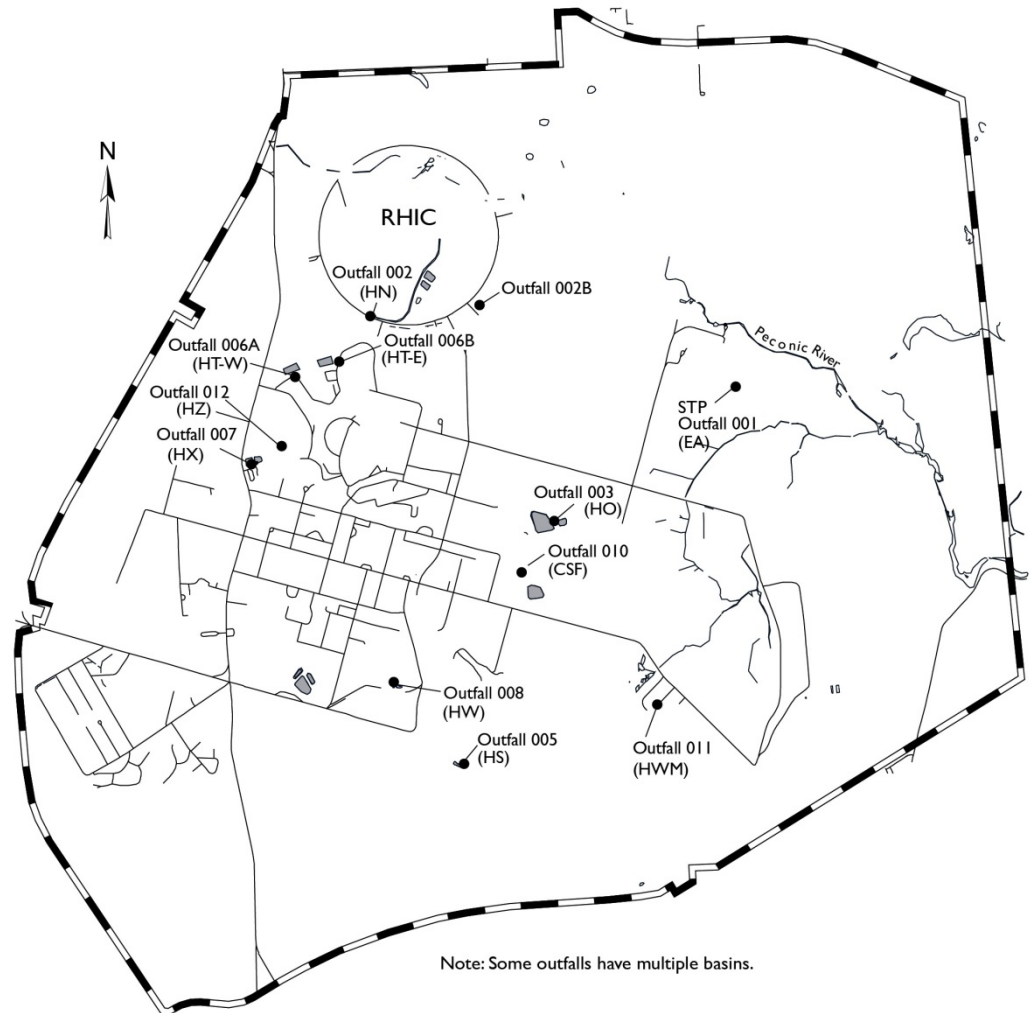 N
RHIC
Outfall 002
(HN)
Outfall 002B
Outfall 006A
(HT-W)
Outfall 006B
(HT-E)
Peconic River
Outfall 012
(HZ)
STP
Outfall 001
(EA)
Outfall 007
(HX)
Outfall 003
(HO)
Outfall 010
(CSF)
Outfall 008
(HW)
Outfall 005
(HS)
Outfall 011
(HWM)
Note: Some outfalls have multiple basins.